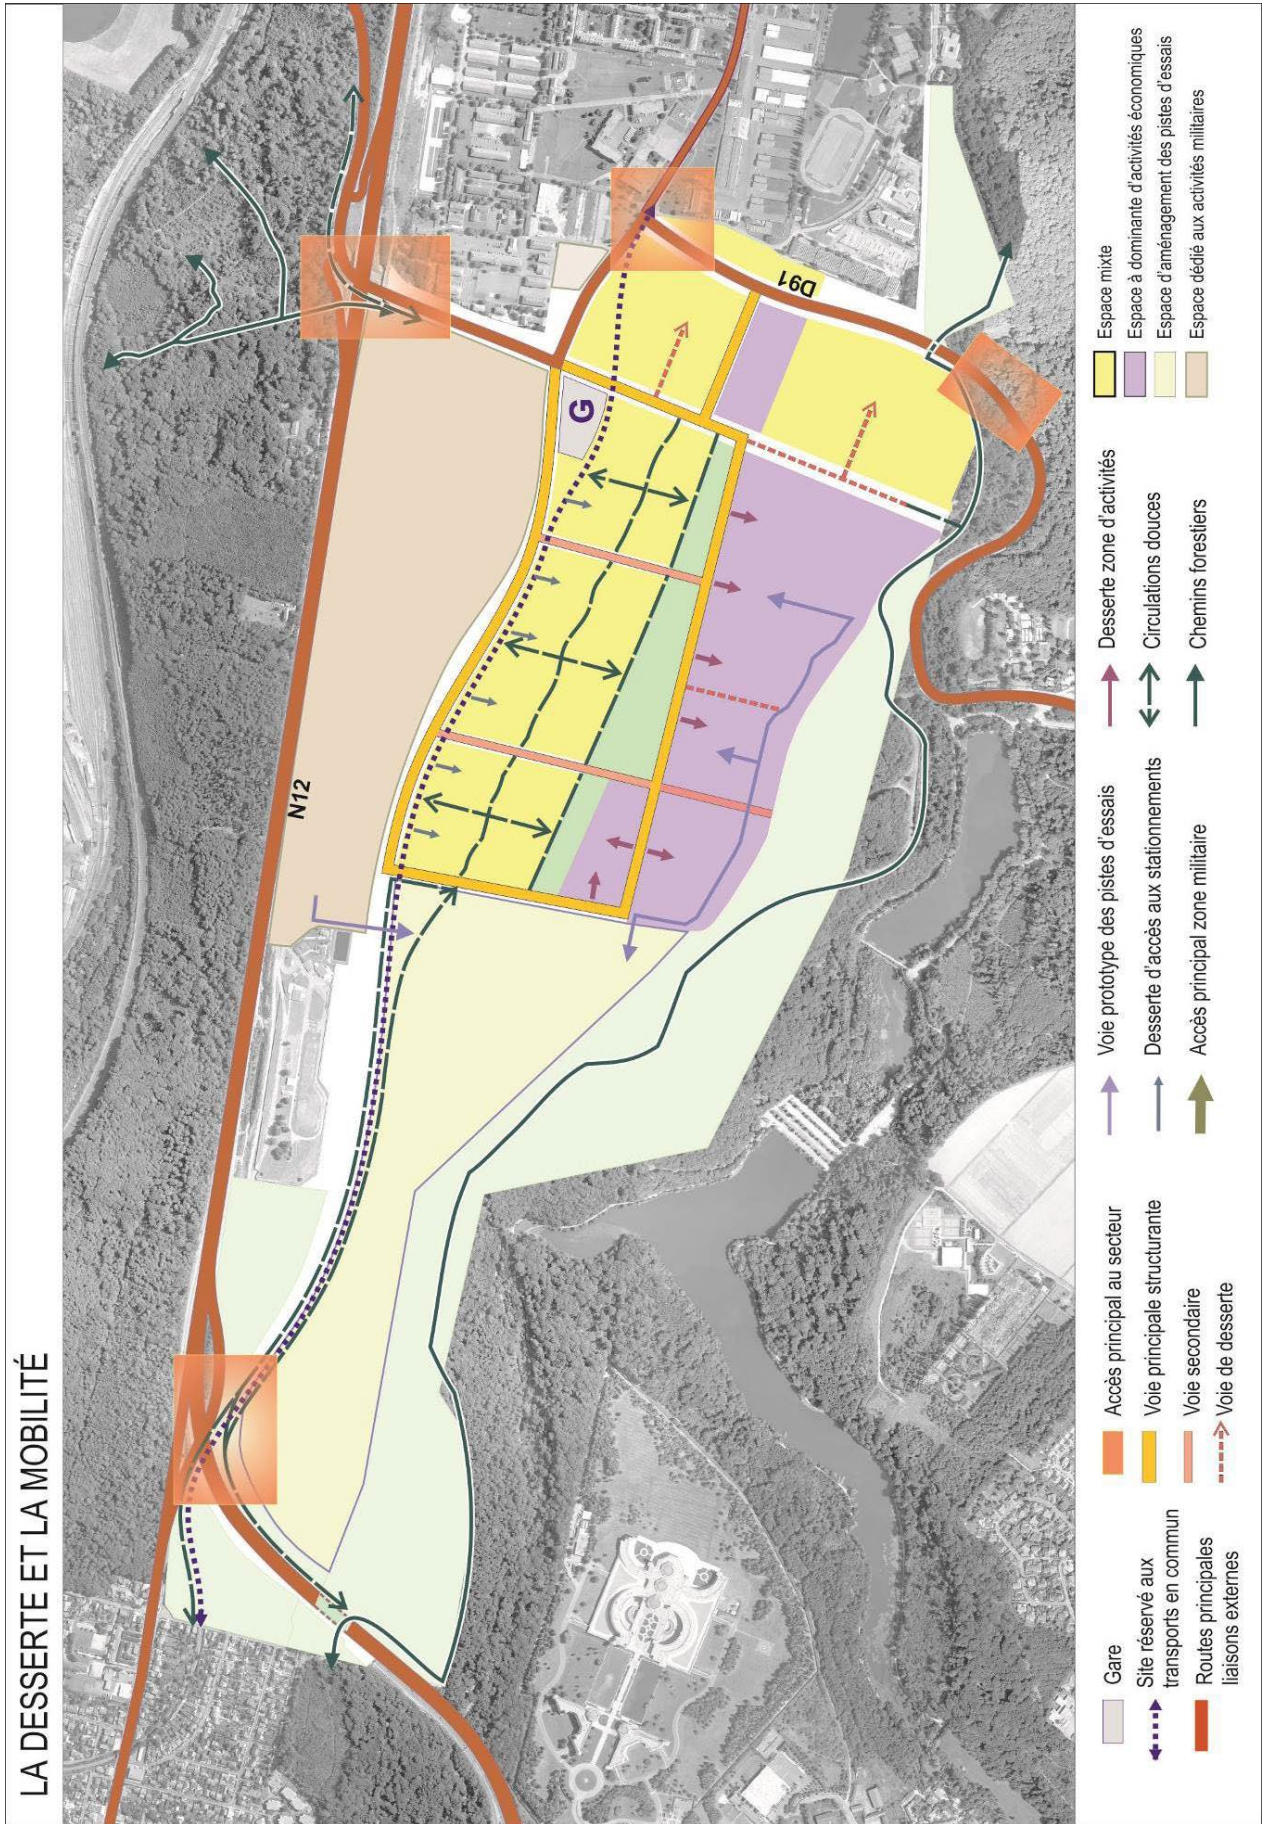 LA DESSERTE ET LA MOBILITÉ
N12
G
D91
Gare
Site réservé aux
transports en commun
Routes principales
liaisons externes
Accès principal au secteur
Voie principale structurante
Voie secondaire
Voie de desserte
Voie prototype des pistes d'essais
Desserte d'accès aux stationnements
Accès principal zone militaire
Desserte zone d'activités
Circulations douces
Chemins forestiers
Espace mixte
Espace à dominante d'activités économiques
Espace d'aménagement des pistes d'essais
Espace dédié aux activités militaires